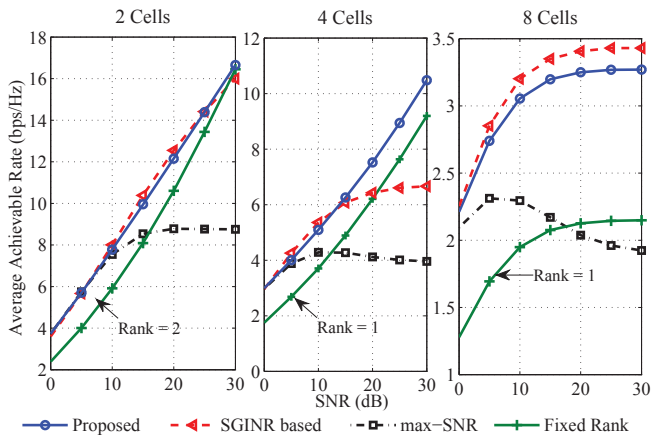 2 Cells
4 Cells
8 Cells
Average Achievable Rate (bps/Hz)
18
16
14
12
10
8
6
4
2
0
10
20
30
Rank = 2
12
10
8
6
4
2
0
0
10
20
30
Rank = 1
SNR (dB)
3.5
3
2.5
2
1.5
1
0
10
20
30
Rank = 1
Proposed
SGINR based
max−SNR
Fixed Rank